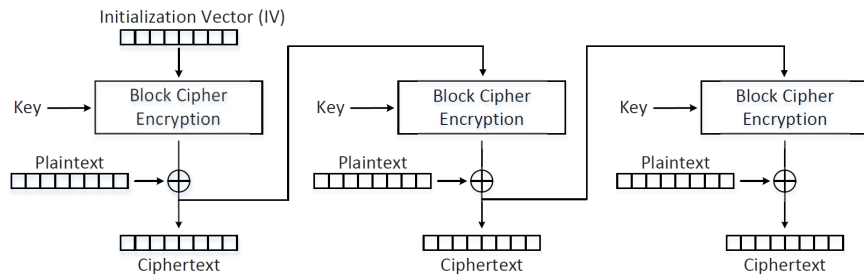 Initialization Vector (IV)
Key
Block Cipher
Encryption
Key
Block Cipher
Encryption
Key
Block Cipher
Encryption
Plaintext
Plaintext
Plaintext
Ciphertext
Ciphertext
Ciphertext